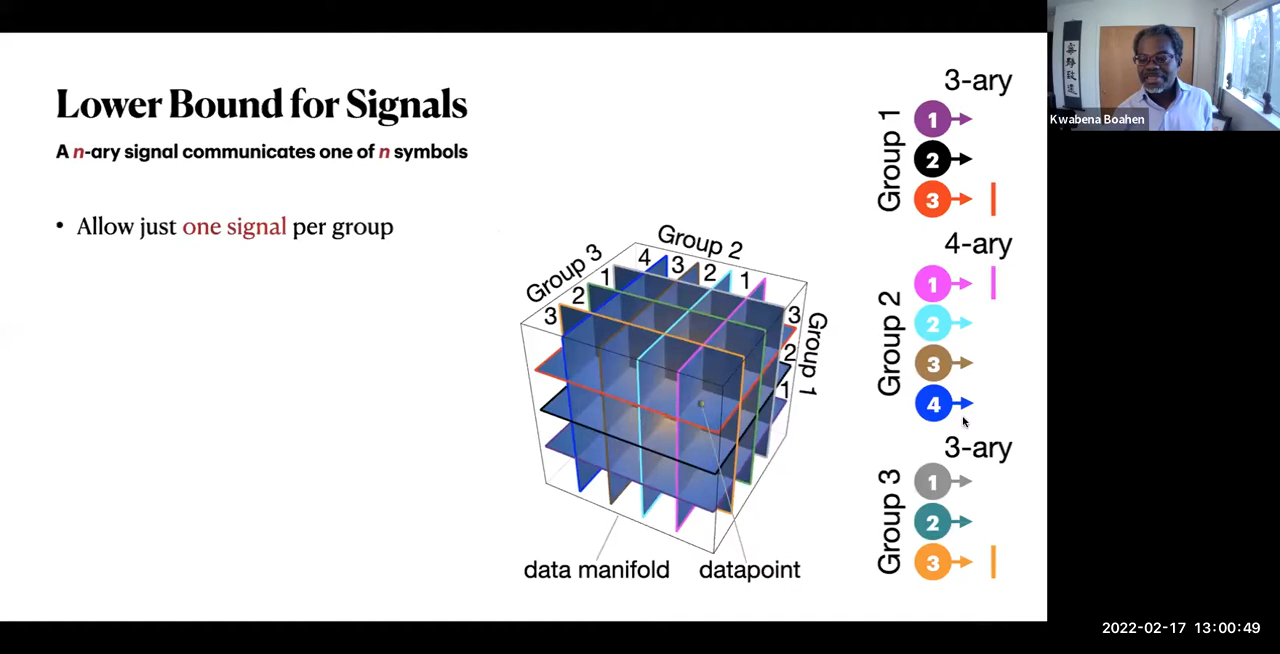 Lower Bound for Signals
A n-ary signal communicates one of n symbols
• Allow just one signal per group
Group 3
Group 2
Group 1
1
2
3
4
3
2
1
3
2
1
data manifold
datapoint
3-ary
Group 1
1
2
3
4-ary
Group 2
1
2
3
4
3-ary
Group 3
1
2
3
Kwabena Boahen
2022-02-17 13:00:49